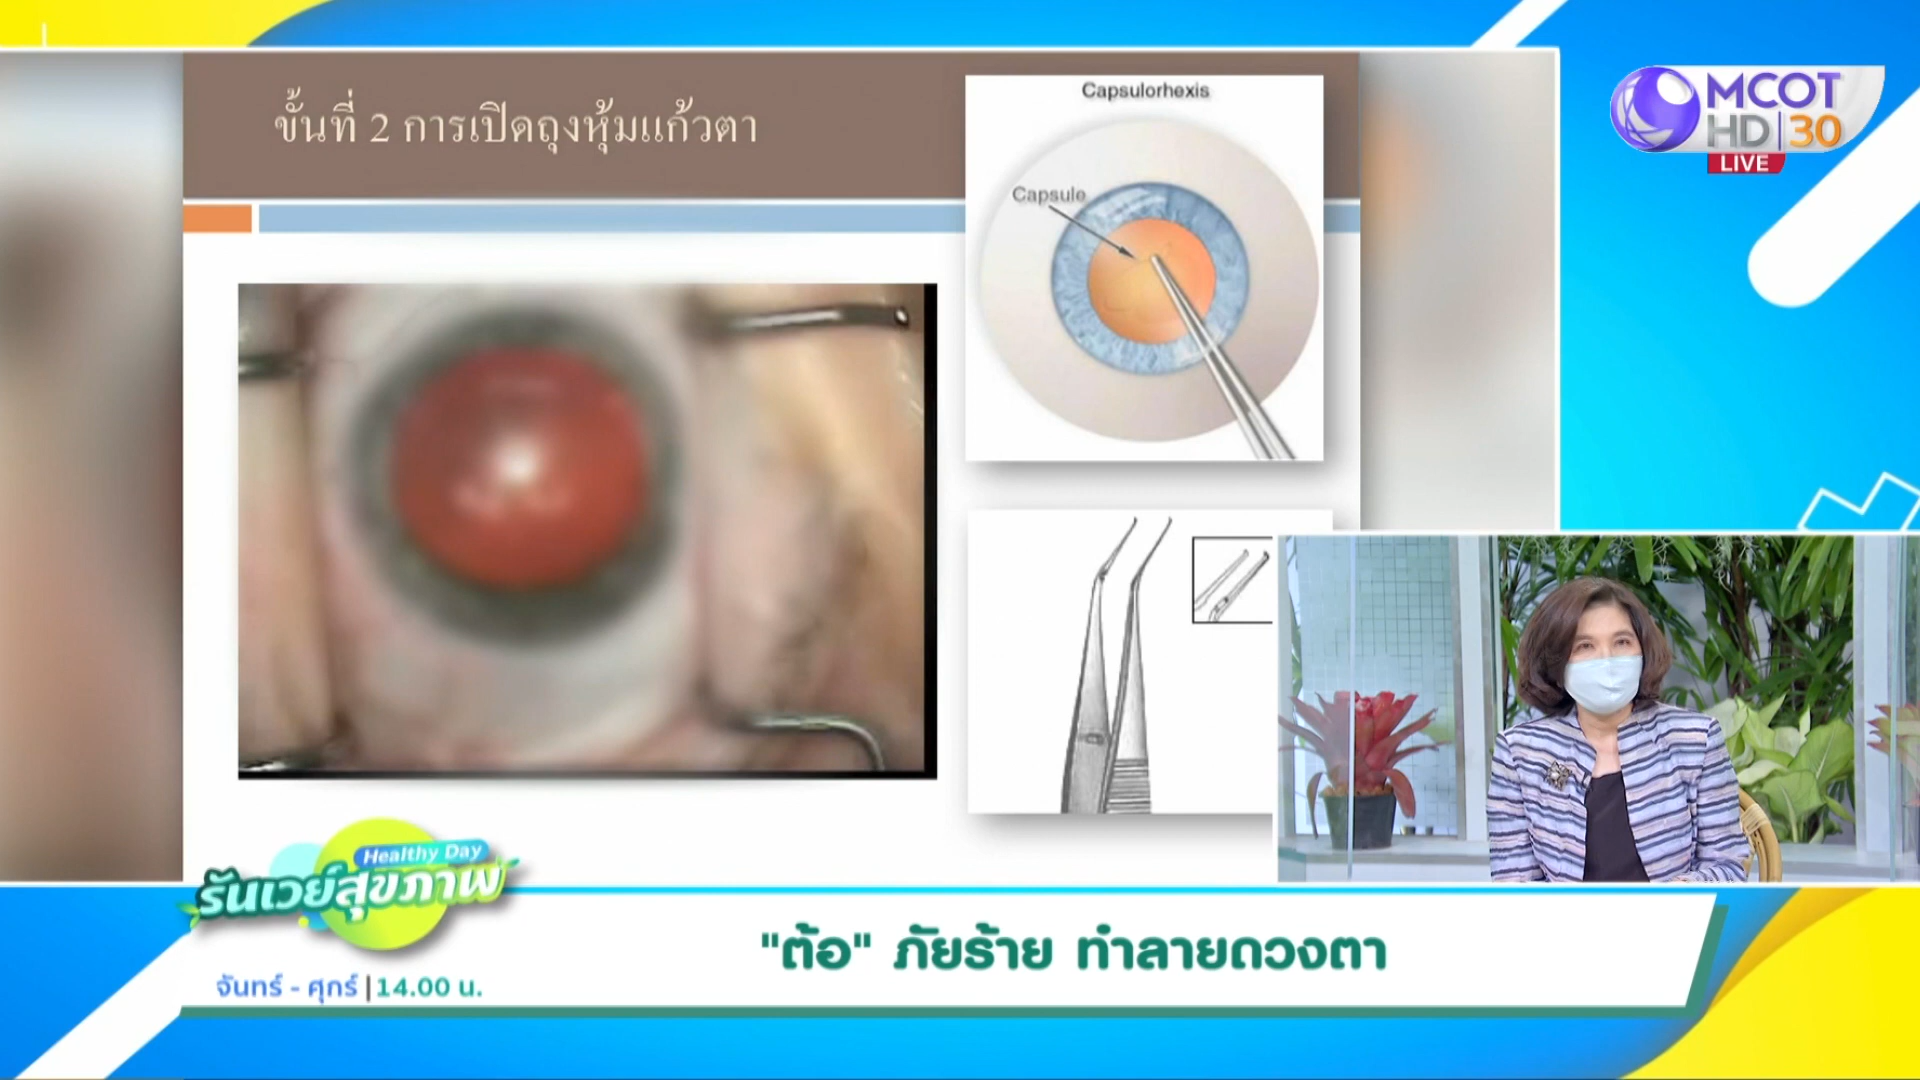 ขั้นที่ 2 การเปิดถุงหุ้มแก้วตา
Capsulorhexis
Capsule
MCOT
HD 30
LIVE
Healthy Day
รันเวย์สุขภาพ
"ต้อ" ภัยร้าย ทำลายดวงตา
จันทร์ - ศุกร์ | 14.00 น.